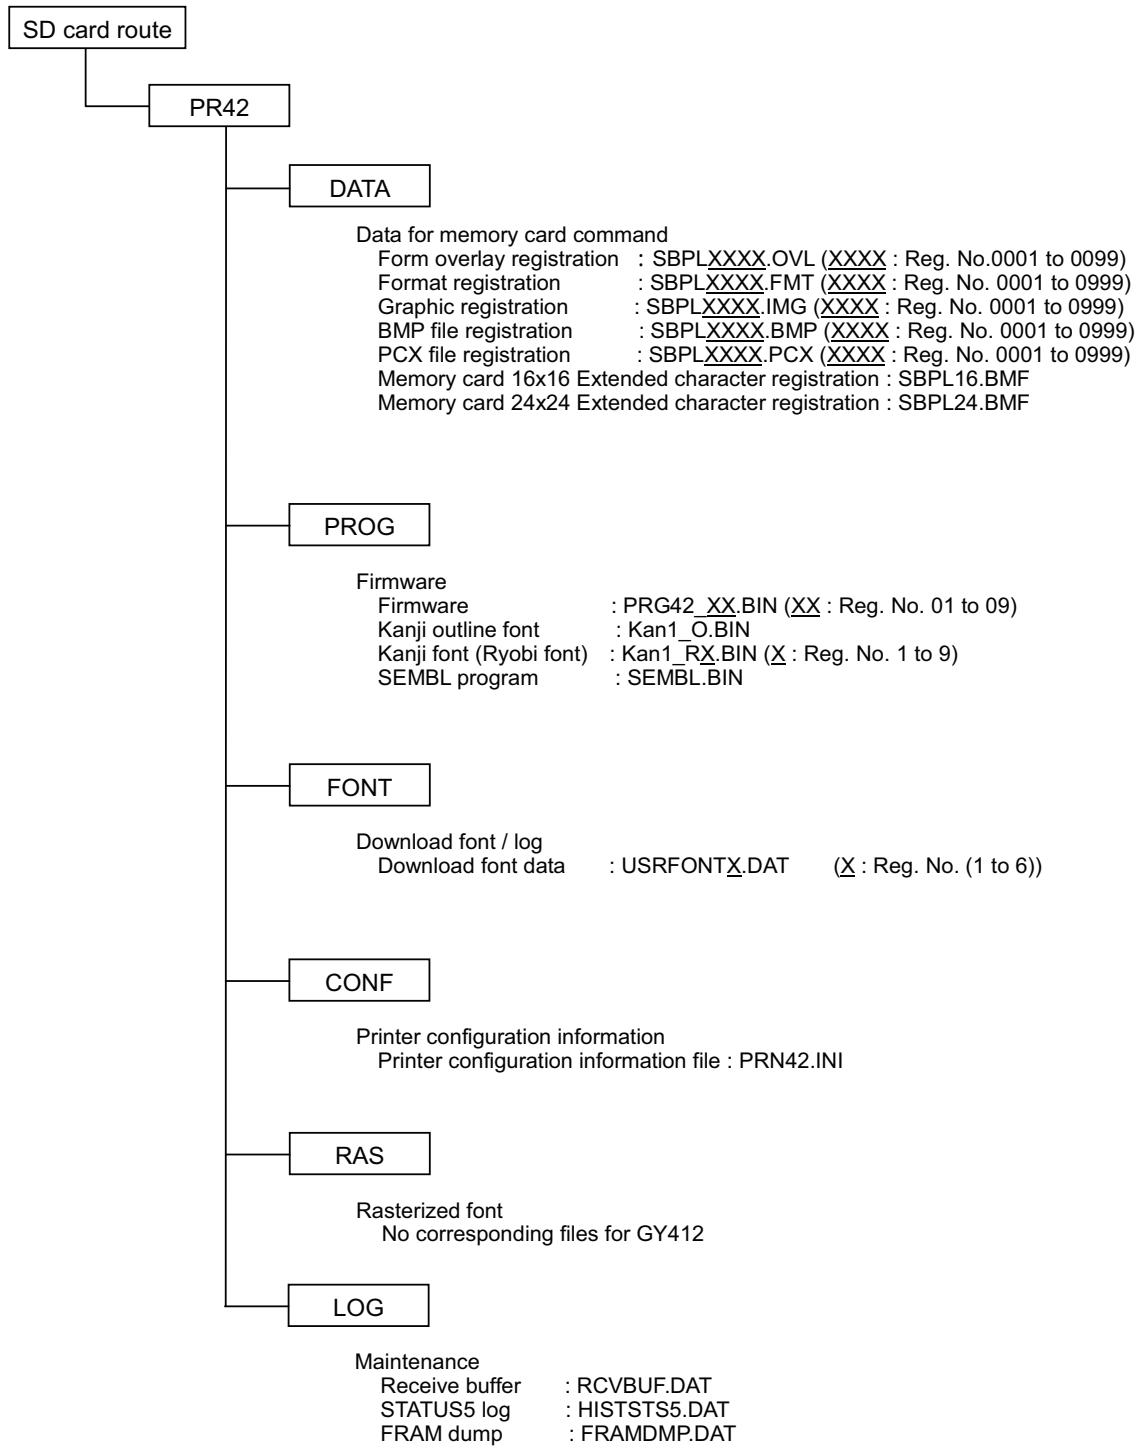 SD card route
PR42
DATA
Data for memory card command
Form overlay registration : SBPLXXXX.OVL (XXXX : Reg. No.0001 to 0099)
Format registration : SBPLXXXX.FMT (XXXX : Reg. No. 0001 to 0999)
Graphic registration : SBPLXXXX.IMG (XXXX : Reg. No. 0001 to 0999)
BMP file registration : SBPLXXXX.BMP (XXXX : Reg. No. 0001 to 0999)
PCX file registration : SBPLXXXX.PCX (XXXX : Reg. No. 0001 to 0999)
Memory card 16x16 Extended character registration : SBPL16.BMF
Memory card 24x24 Extended character registration : SBPL24.BMF
PROG
Firmware
Firmware : PRG42_XX.BIN (XX : Reg. No. 01 to 09)
Kanji outline font : Kan1_O.BIN
Kanji font (Ryobi font) : Kan1_RX.BIN (X : Reg. No. 1 to 9)
SEMBL program : SEMBL.BIN
FONT
Download font / log
Download font data : USRFONTX.DAT (X : Reg. No. (1 to 6))
CONF
Printer configuration information
Printer configuration information file : PRN42.INI
RAS
Rasterized font
No corresponding files for GY412
LOG
Maintenance
Receive buffer : RCVBUF.DAT
STATUS5 log : HISTSTS5.DAT
FRAM dump : FRAMDMP.DAT